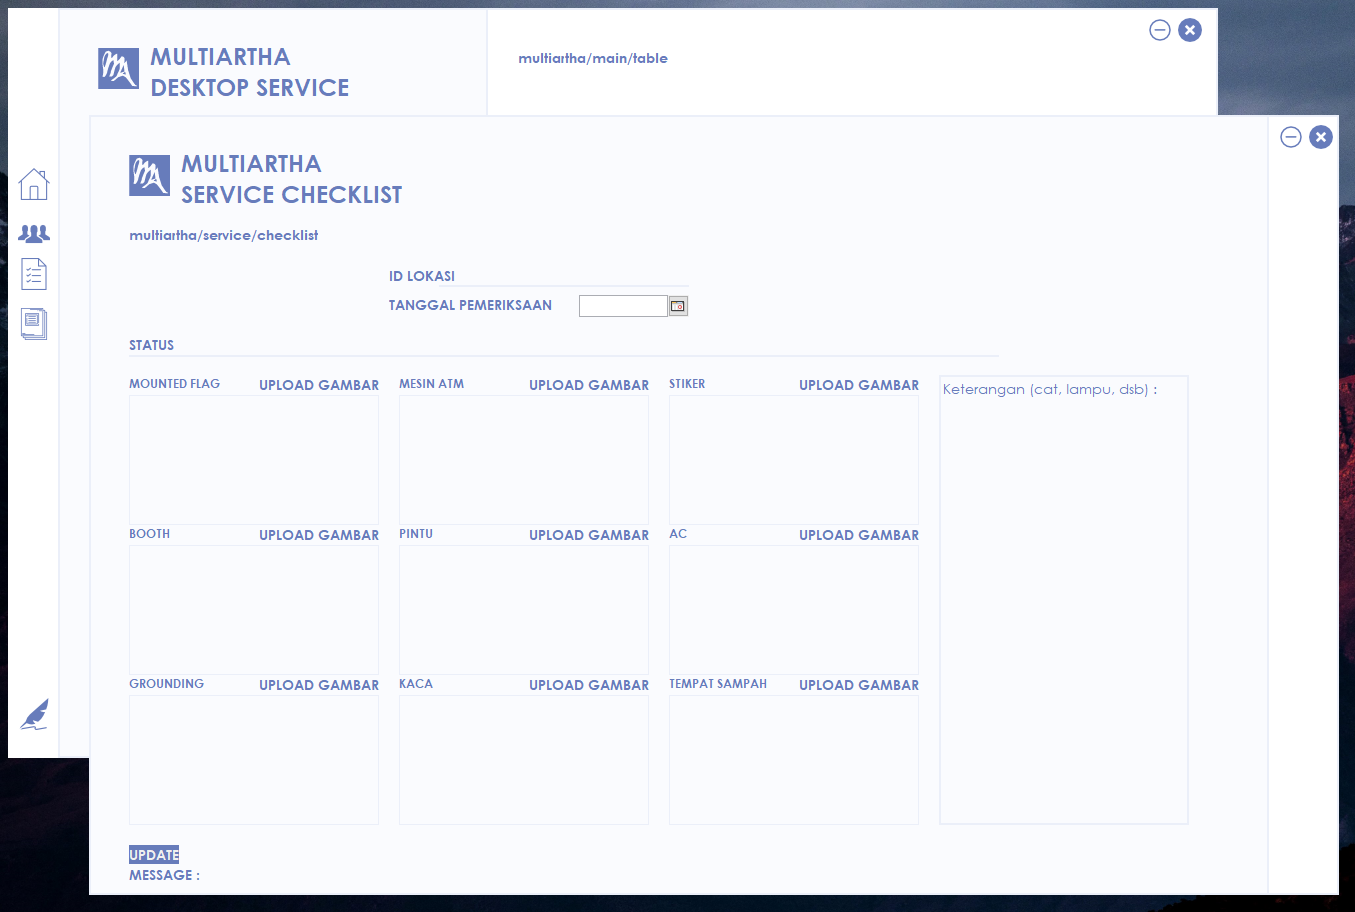 MULTIARTHA
DESKTOP SERVICE
multiartha/main/table
MULTIARTHA
SERVICE CHECKLIST
multiartha/service/checklist
ID LOKASI
TANGGAL PEMERIKSAAN
STATUS
MOUNTED FLAG UPLOAD GAMBAR MESIN ATM UPLOAD GAMBAR STIKER UPLOAD GAMBAR
Keterangan (cat, lampu, dsb) :
BOOTH UPLOAD GAMBAR PINTU UPLOAD GAMBAR AC UPLOAD GAMBAR
GROUNDING UPLOAD GAMBAR KACA UPLOAD GAMBAR TEMPAT SAMPAH UPLOAD GAMBAR
UPDATE
MESSAGE :